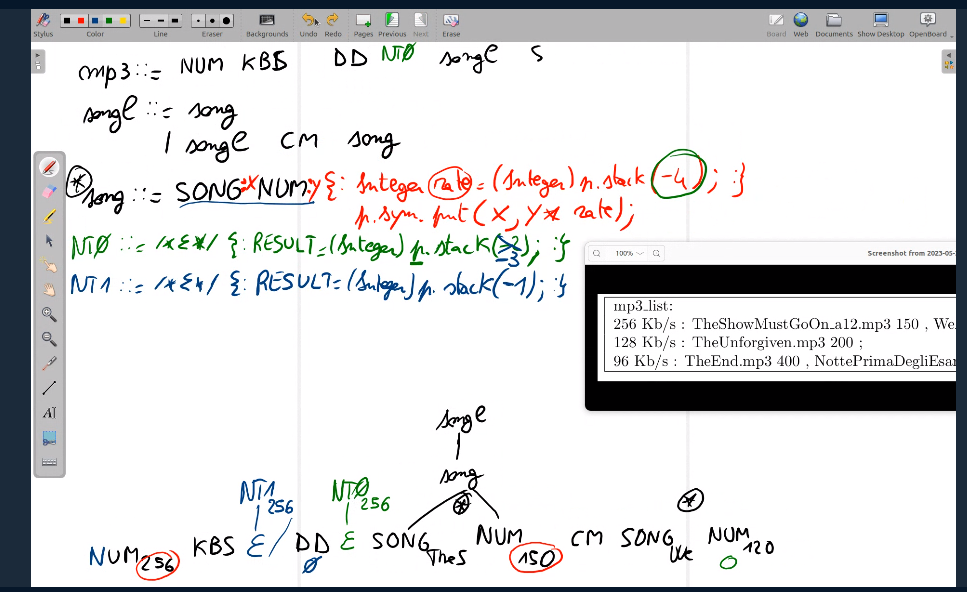 Stylus Color Line Eraser Backgrounds Undo Redo Pages Previous Next Erase Board Web Documents Show Desktop OpenBoard
mp3 ::= NUM KBS DD NTØ songl S
songl ::= song
| songl CM song
* song ::= SONG:x NUM:y {: Integer rate = (Integer) p.stack(-4); :}
p.sym.put(X, Y* rate);
NTØ ::= /*ε*/ {: RESULT=(Integer) p.stack(-3); :}
NT1 ::= /*ε*/ {: RESULT=(Integer) p.stack(-1); :}
100%
Screenshot from 2023-05-
mp3_list:
256 Kb/s : TheShowMustGoOn_a12.mp3 150 , We
128 Kb/s : TheUnforgiven.mp3 200 ;
96 Kb/s : TheEnd.mp3 400 , NottePrimaDegliEsa
AI
songl
song
NT1 256 NTØ 256 * *
NUM 256 KBS ε / DD ε SONG TheS NUM 150 CM SONG We NUM 120
Ø